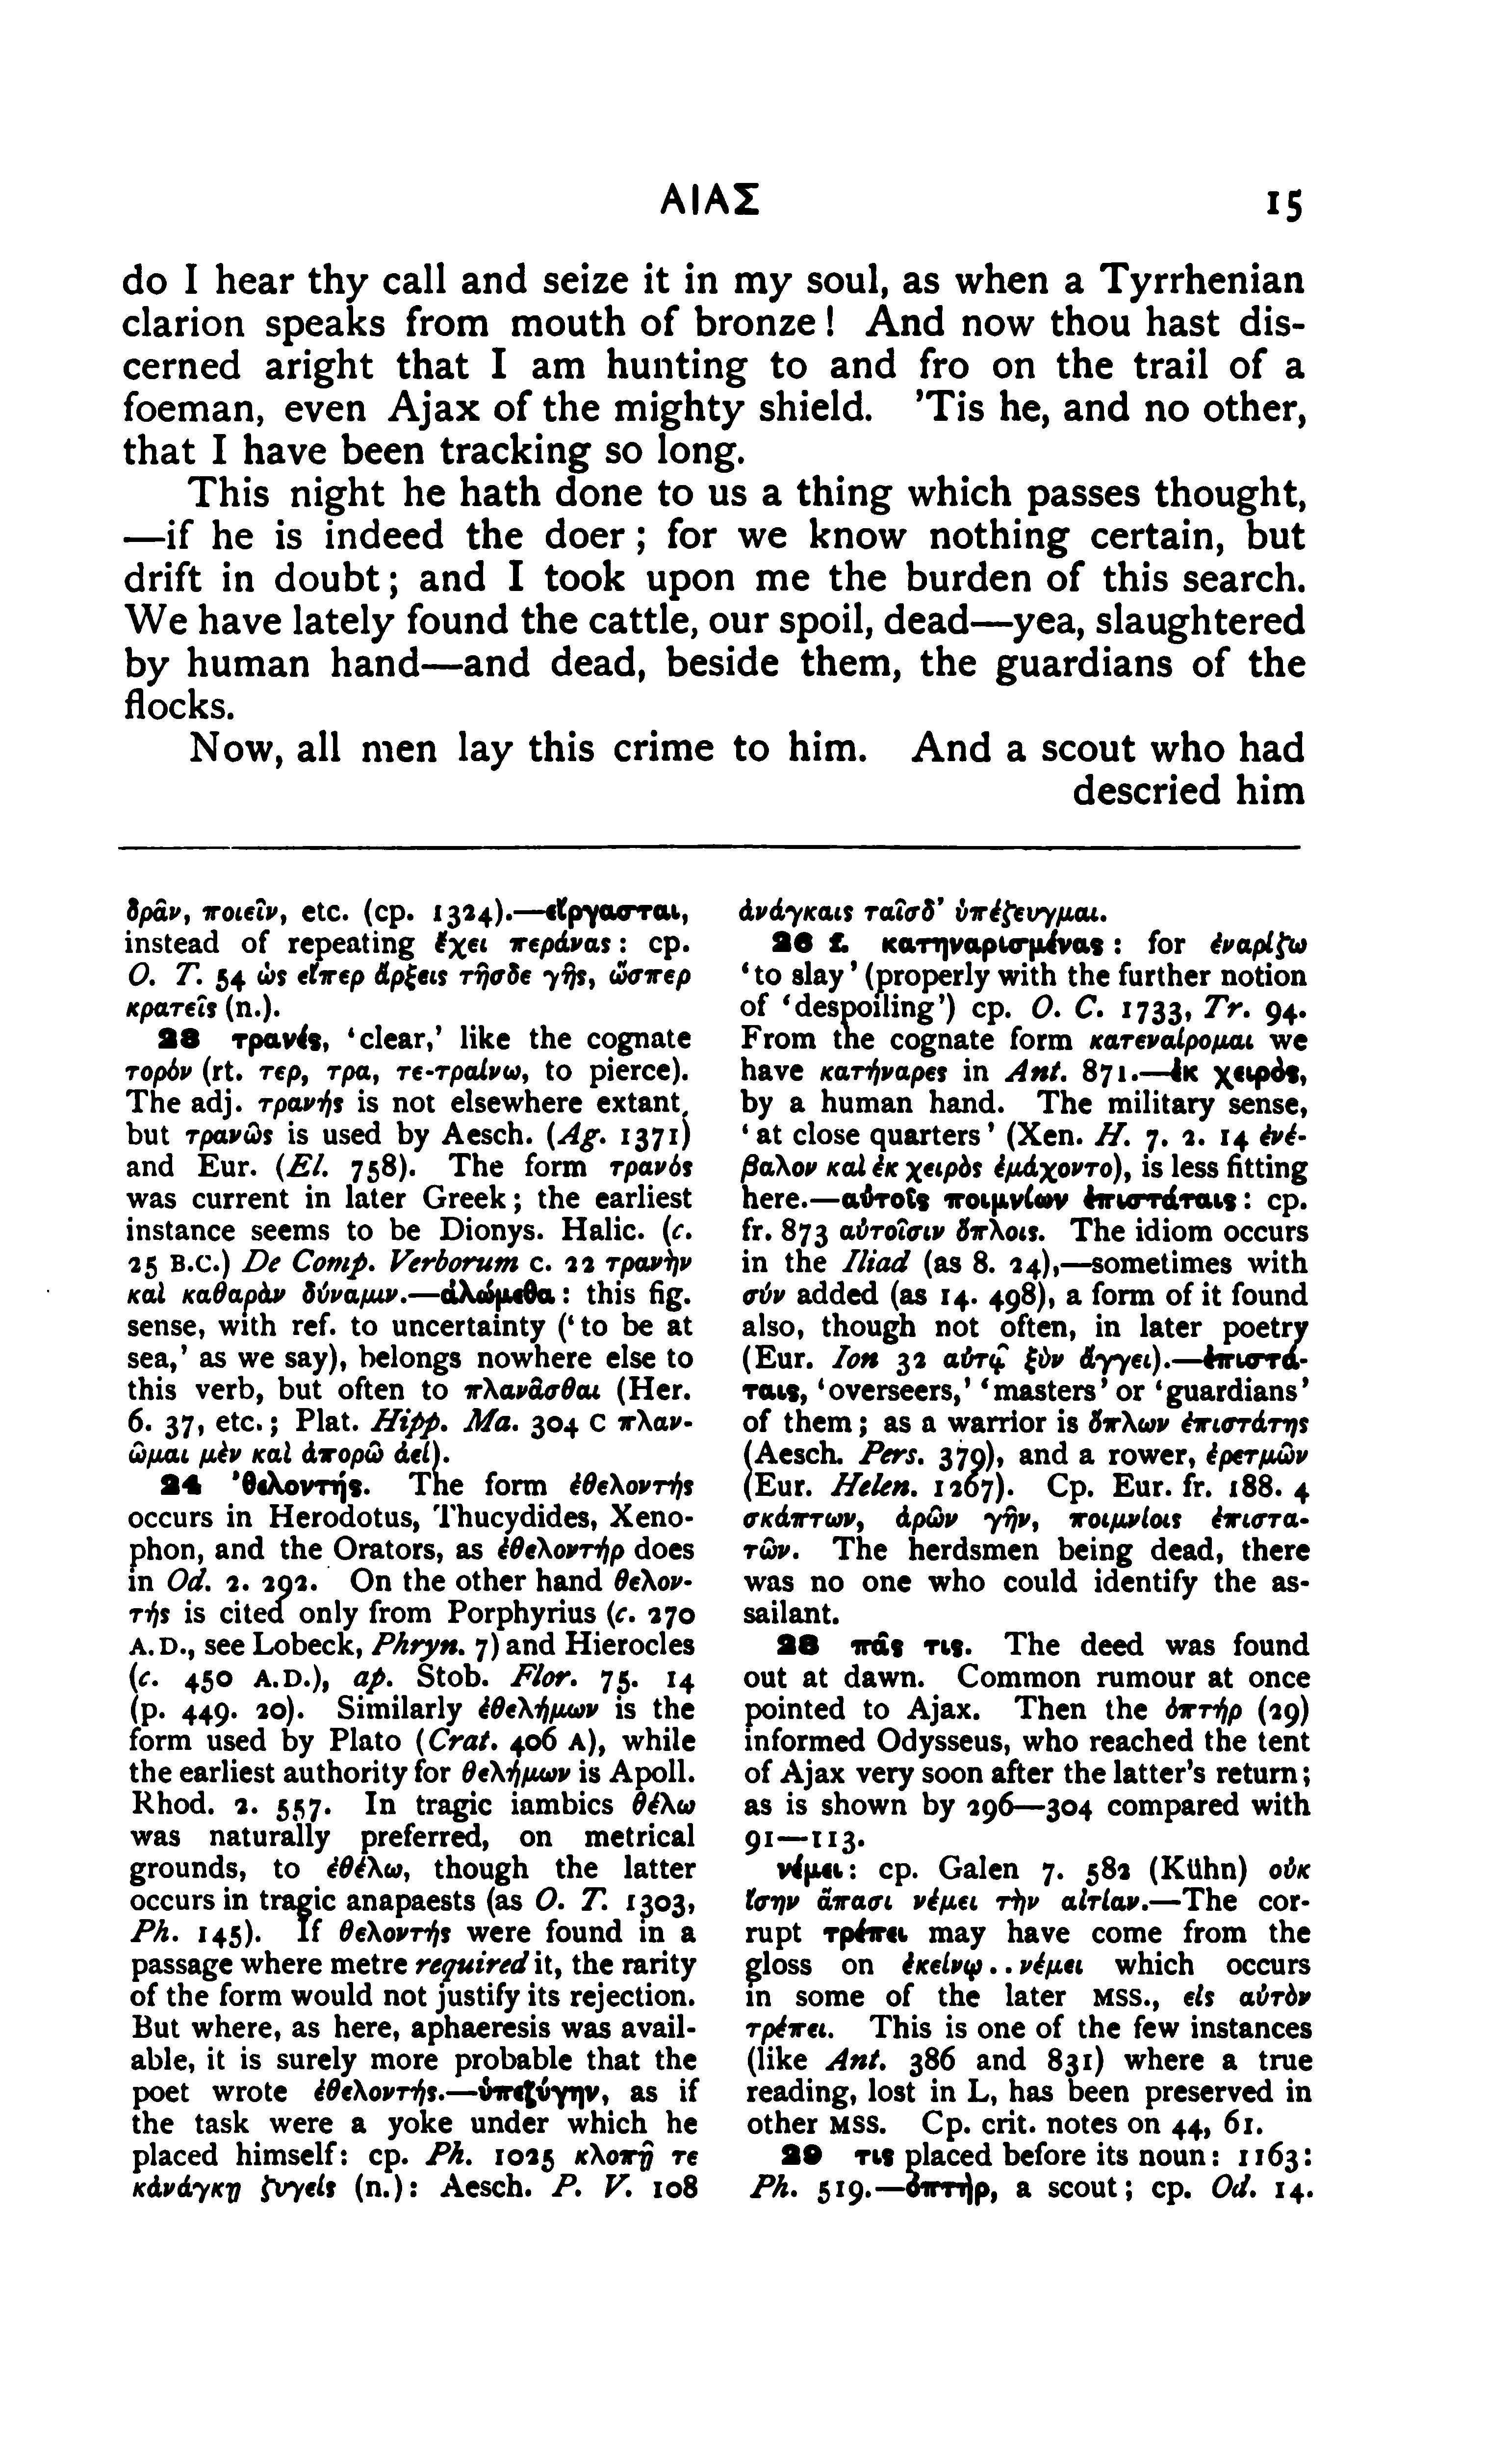 ΑΙΑΣ 15
do I hear thy call and seize it in my soul, as when a Tyrrhenian
clarion speaks from mouth of bronze! And now thou hast dis-
cerned aright that I am hunting to and fro on the trail of a
foeman, even Ajax of the mighty shield. 'Tis he, and no other,
that I have been tracking so long.
This night he hath done to us a thing which passes thought,
—if he is indeed the doer; for we know nothing certain, but
drift in doubt; and I took upon me the burden of this search.
We have lately found the cattle, our spoil, dead—yea, slaughtered
by human hand—and dead, beside them, the guardians of the
flocks.
Now, all men lay this crime to him. And a scout who had
descried him
δρᾶν, ποιεῖν, etc. (cp. 1324).—εἴργασται,
instead of repeating ἔχει περάνας: cp.
O. T. 54 ὡς εἴπερ ἄρξεις τῆσδε γῆς, ὥσπερ
κρατεῖς (n.).
23 τρανές, 'clear,' like the cognate
τορόν (rt. τερ, τρα, τε-τραίνω, to pierce).
The adj. τρανής is not elsewhere extant,
but τρανῶς is used by Aesch. (Ag. 1371)
and Eur. (El. 758). The form τρανός
was current in later Greek; the earliest
instance seems to be Dionys. Halic. (c.
25 B.C.) De Comp. Verborum c. 22 τρανὴν
καὶ καθαρὰν δύναμιν.—ἀλώμεθα: this fig.
sense, with ref. to uncertainty ('to be at
sea,' as we say), belongs nowhere else to
this verb, but often to πλανᾶσθαι (Her.
6. 37, etc.; Plat. Hipp. Ma. 304 C πλαν-
ῶμαι μὲν καὶ ἀπορῶ ἀεί).
24 'θελοντής. The form ἐθελοντής
occurs in Herodotus, Thucydides, Xeno-
phon, and the Orators, as ἐθελοντήρ does
in Od. 2. 292. On the other hand θελον-
τής is cited only from Porphyrius (c. 270
A.D., see Lobeck, Phryn. 7) and Hierocles
(c. 450 A.D.), ap. Stob. Flor. 75. 14
(p. 449. 20). Similarly ἐθελήμων is the
form used by Plato (Crat. 406 A), while
the earliest authority for θελήμων is Apoll.
Rhod. 2. 557. In tragic iambics θέλω
was naturally preferred, on metrical
grounds, to ἐθέλω, though the latter
occurs in tragic anapaests (as O. T. 1303,
Ph. 145). If θελοντής were found in a
passage where metre required it, the rarity
of the form would not justify its rejection.
But where, as here, aphaeresis was avail-
able, it is surely more probable that the
poet wrote ἐθελοντής.—ὑπεζύγην, as if
the task were a yoke under which he
placed himself: cp. Ph. 1025 κλοπῇ τε
κἀνάγκῃ ζυγείς (n.): Aesch. P. V. 108
ἀνάγκαις ταῖσδ' ὑπέζευγμαι.
26 f. κατηναρισμένας: for ἐναρίζω
'to slay' (properly with the further notion
of 'despoiling') cp. O. C. 1733, Tr. 94.
From the cognate form κατεναίρομαι we
have κατήναρες in Ant. 871.—ἐκ χειρὸς,
by a human hand. The military sense,
'at close quarters' (Xen. H. 7. 2. 14 ἐνέ-
βαλον καὶ ἐκ χειρὸς ἐμάχοντο), is less fitting
here.—αὐτοῖς ποιμνίων ἐπιστάταις: cp.
fr. 873 αὐτοῖσιν ὅπλοις. The idiom occurs
in the Iliad (as 8. 24),—sometimes with
σύν added (as 14. 498), a form of it found
also, though not often, in later poetry
(Eur. Ion 32 αὐτῷ ξὺν ἄγγει).—ἐπιστά-
ταις, 'overseers,' 'masters' or 'guardians'
of them; as a warrior is ὅπλων ἐπιστάτης
(Aesch. Pers. 379), and a rower, ἐρετμῶν
(Eur. Helen. 1267). Cp. Eur. fr. 188. 4
σκάπτων, ἀρῶν γῆν, ποιμνίοις ἐπιστα-
τῶν. The herdsmen being dead, there
was no one who could identify the as-
sailant.
28 πᾶς τις. The deed was found
out at dawn. Common rumour at once
pointed to Ajax. Then the ὀπτήρ (29)
informed Odysseus, who reached the tent
of Ajax very soon after the latter's return;
as is shown by 296—304 compared with
91—113.
νέμει: cp. Galen 7. 582 (Kühn) οὐκ
ἴσην ἅπασι νέμει τὴν αἰτίαν.—The cor-
rupt τρέπει may have come from the
gloss on ἐκείνῳ..νέμει which occurs
in some of the later MSS., εἰς αὐτὸν
τρέπει. This is one of the few instances
(like Ant. 386 and 831) where a true
reading, lost in L, has been preserved in
other MSS. Cp. crit. notes on 44, 61.
29 τις placed before its noun: 1163:
Ph. 519.—ὀπτὴρ, a scout; cp. Od. 14.